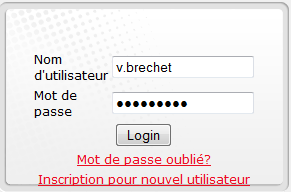 Nom
d'utilisateur v.brechet
Mot de
passe ●●●●●●●●●
Login
Mot de passe oublié?
Inscription pour nouvel utilisateur